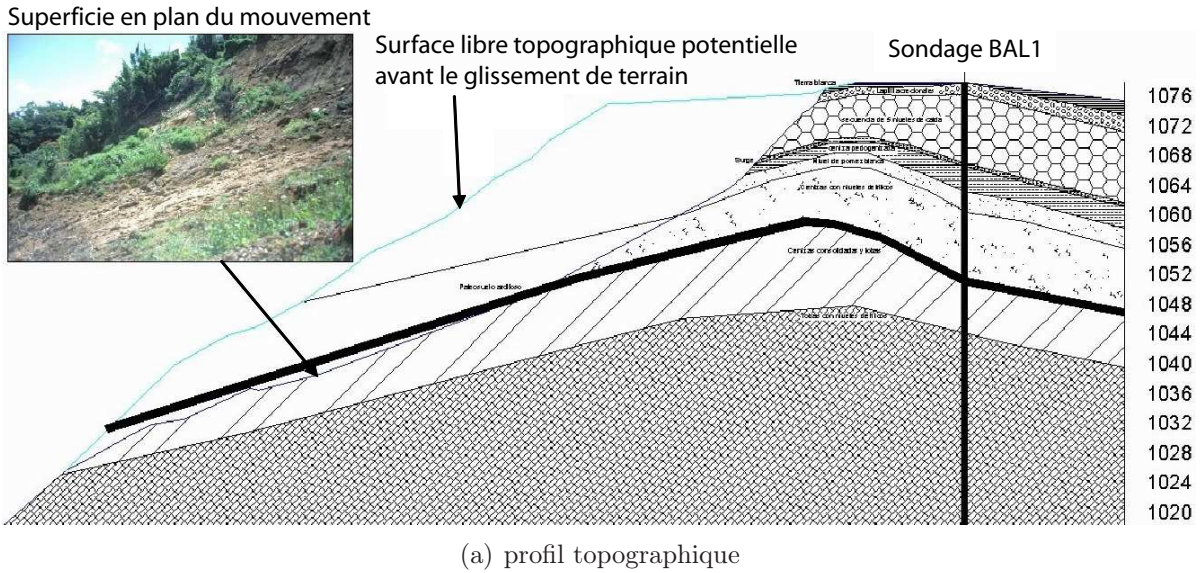 Superficie en plan du mouvement
Surface libre topographique potentielle
avant le glissement de terrain
Sondage BAL1
Tierra blanca
Lapilli acrecionales
secuencia de 5 niveles de caida
ceniza pedogenizada
Surge
Nivel de pomez blanca
Cenizas con niveles de liticos
Cenizas consolidadas y tobas
Paleosuelo arcilloso
Tobas con niveles de liticos
1076
1072
1068
1064
1060
1056
1052
1048
1044
1040
1036
1032
1028
1024
1020
(a) profil topographique